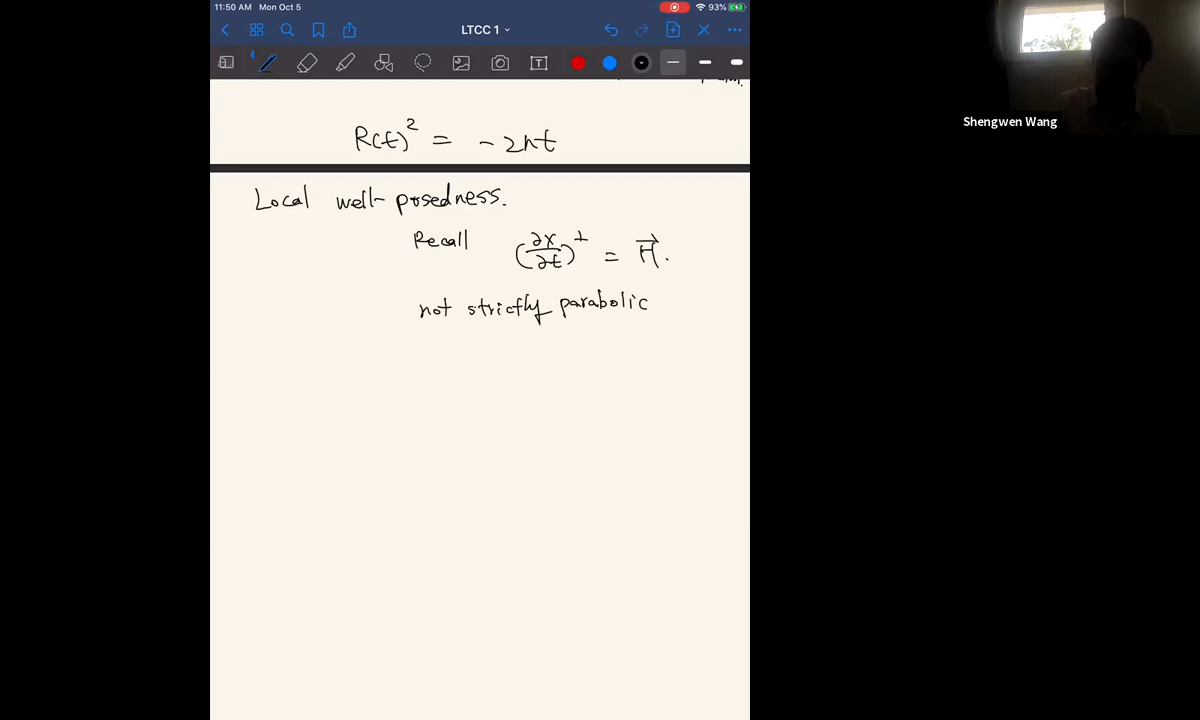 11:50 AM Mon Oct 5
93%
LTCC 1
T
R(t)² = - 2nt
Shengwen Wang
Local well-posedness.
Recall (∂X/∂t)^⊥ = H⃗.
not strictly parabolic